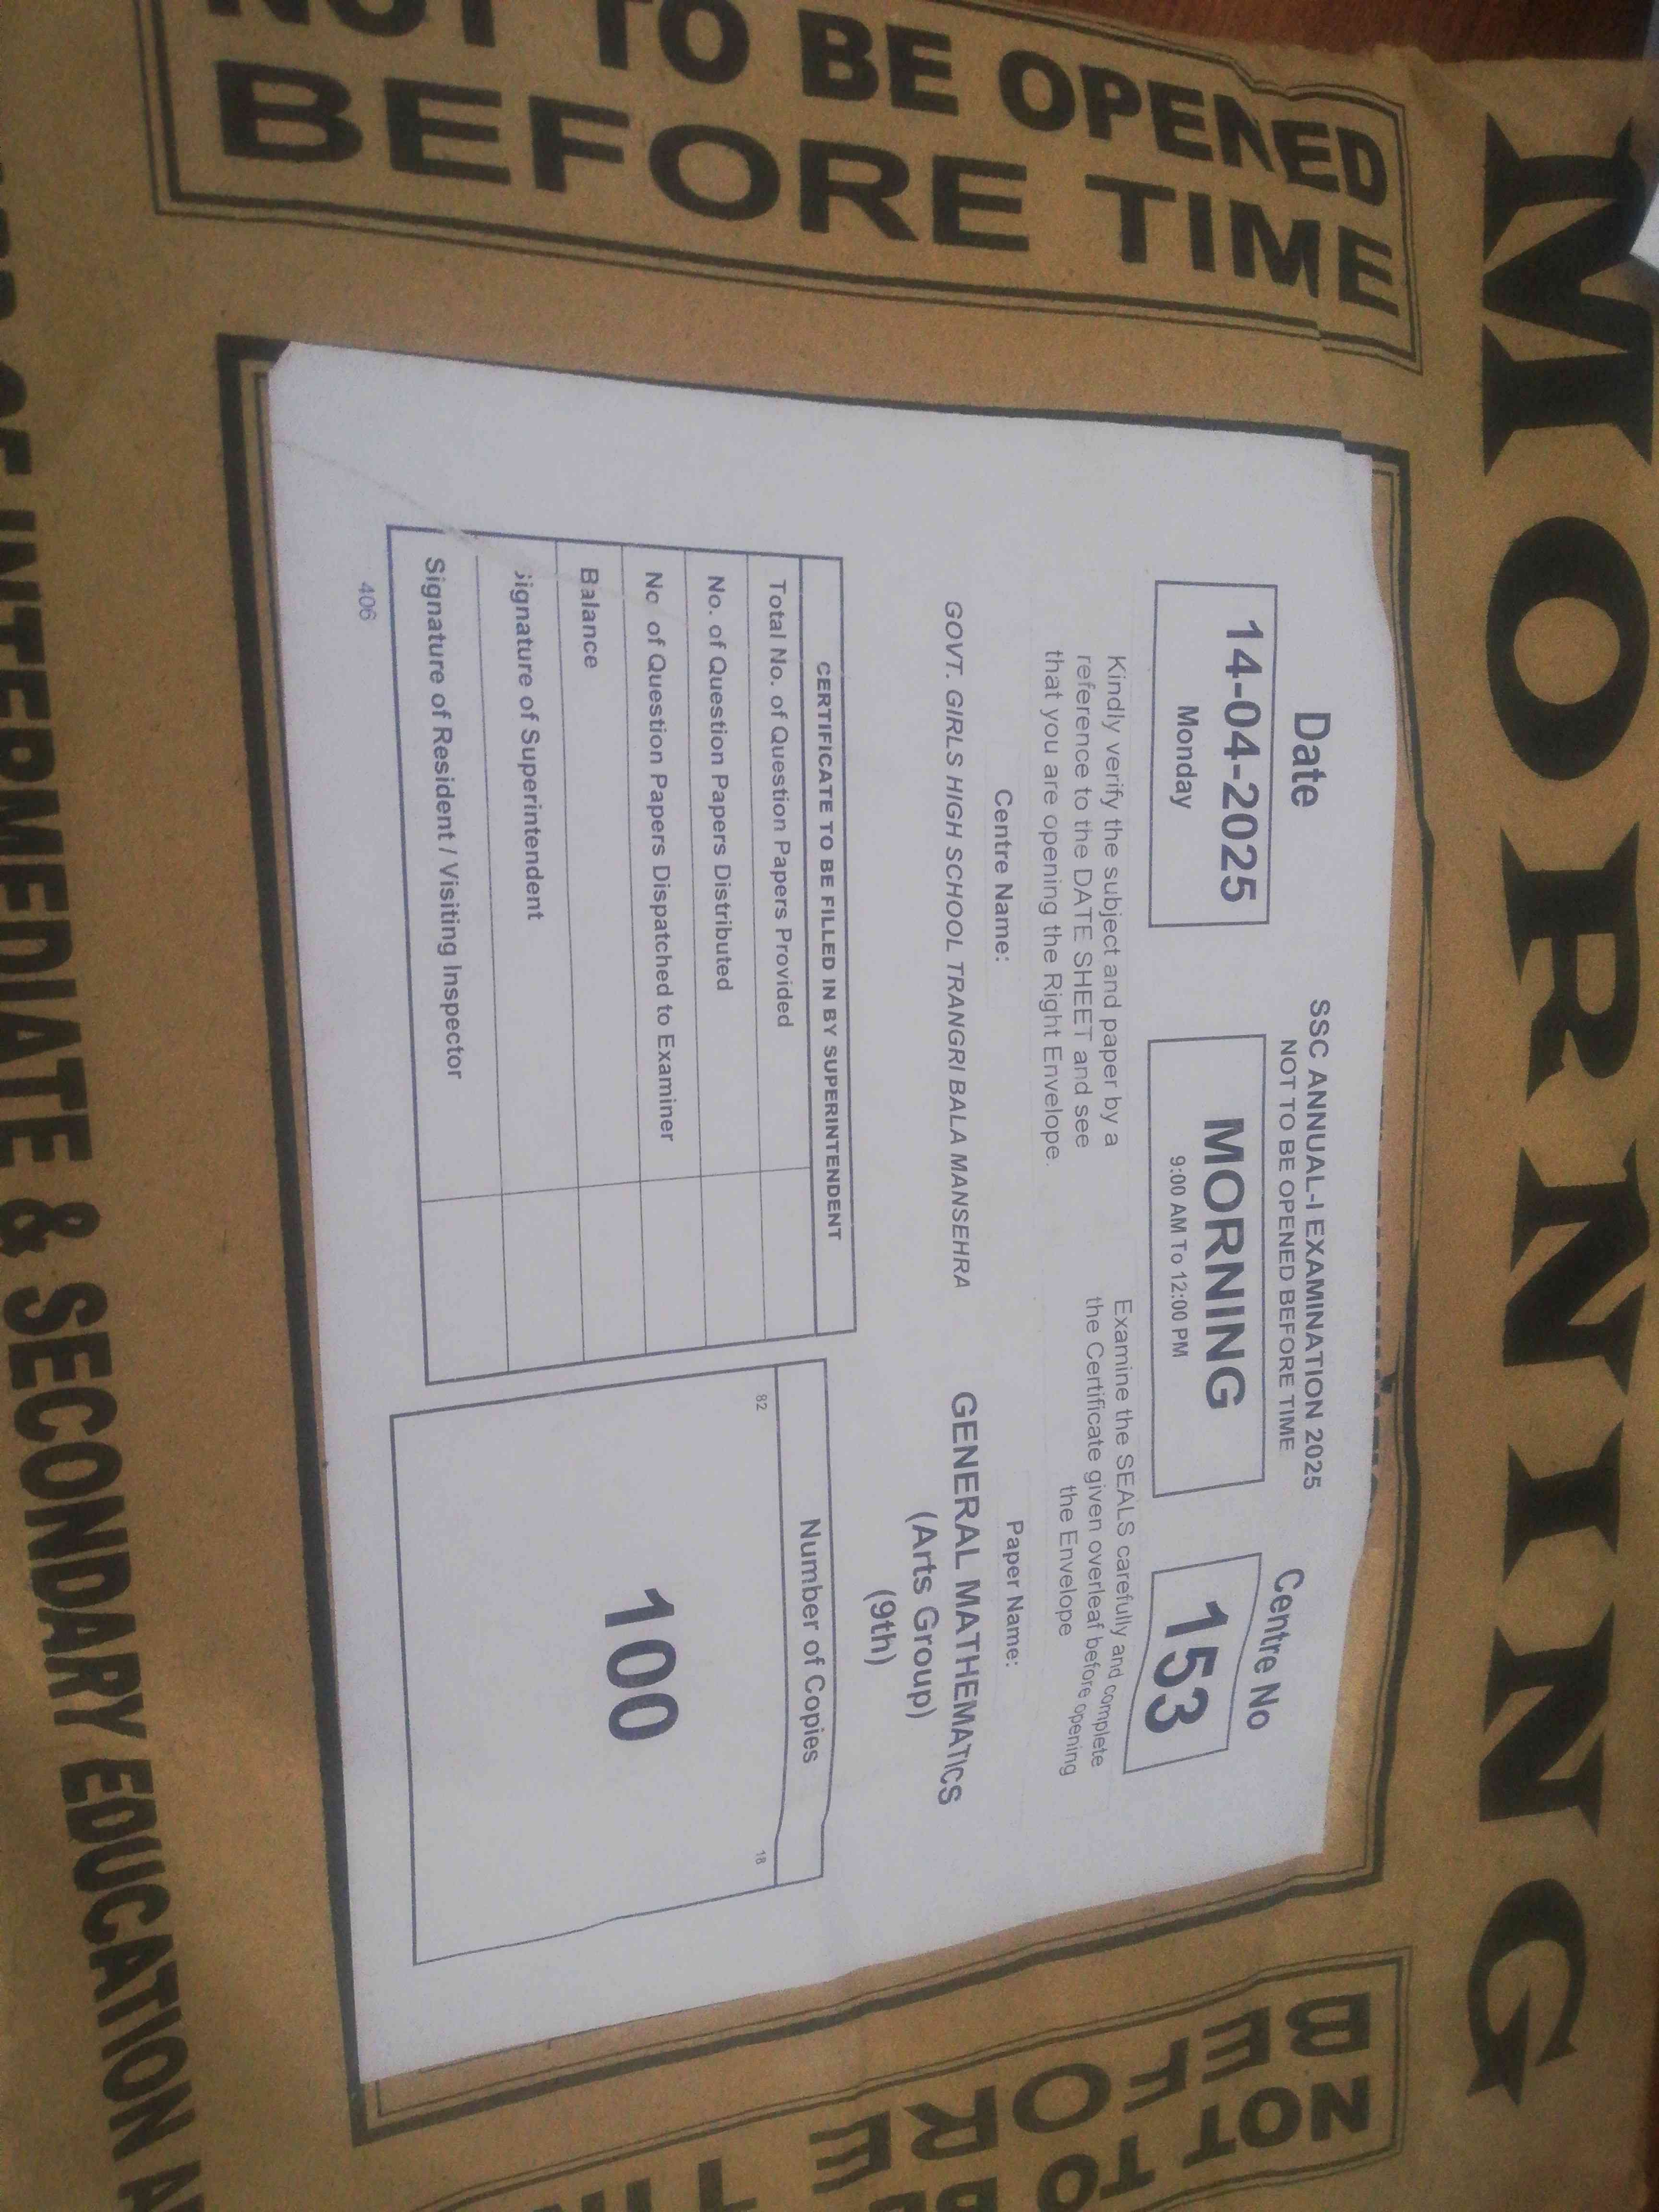 MORNING
NOT TO BE OPENED
BEFORE TIME
Date
14-04-2025
Monday
SSC ANNUAL-I EXAMINATION 2025
NOT TO BE OPENED BEFORE TIME
MORNING
9:00 AM To 12:00 PM
Centre No
153
Kindly verify the subject and paper by a
reference to the DATE SHEET and see
that you are opening the Right Envelope.
Examine the SEALS carefully and complete
the Certificate given overleaf before opening
the Envelope
Centre Name:
GOVT. GIRLS HIGH SCHOOL TRANGRI BALA MANSEHRA
Paper Name:
GENERAL MATHEMATICS
(Arts Group)
(9th)
CERTIFICATE TO BE FILLED IN BY SUPERINTENDENT
Total No. of Question Papers Provided
No. of Question Papers Distributed
No of Question Papers Dispatched to Examiner
Balance
Signature of Superintendent
Signature of Resident / Visiting Inspector
406
Number of Copies
82
18
100
NOT TO BE
BEFORE
OF INTERMEDIATE & SECONDARY EDUCATION